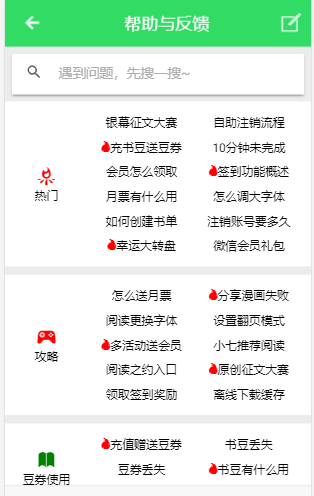 帮助与反馈
遇到问题，先搜一搜~
银幕征文大赛 自助注销流程
充书豆送豆券 10分钟未完成
会员怎么领取 签到功能概述
热门
月票有什么用 怎么调大字体
如何创建书单 注销账号要多久
幸运大转盘 微信会员礼包
怎么送月票 分享漫画失败
阅读更换字体 设置翻页模式
多活动送会员 小七推荐阅读
攻略
阅读之约入口 原创征文大赛
领取签到奖励 离线下载缓存
充值赠送豆券 书豆丢失
豆券丢失 书豆有什么用
豆券使用